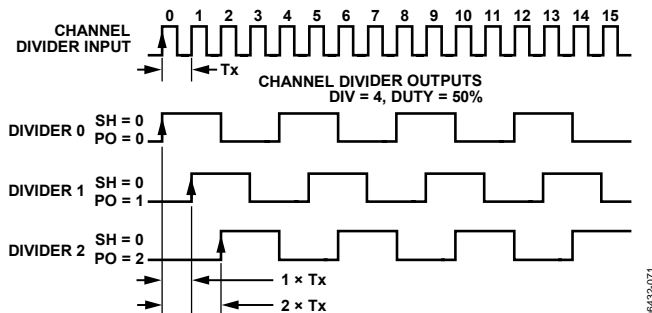 0 1 2 3 4 5 6 7 8 9 10 11 12 13 14 15
CHANNEL
DIVIDER INPUT
Tx
CHANNEL DIVIDER OUTPUTS
DIV = 4, DUTY = 50%
DIVIDER 0
SH = 0
PO = 0
DIVIDER 1
SH = 0
PO = 1
DIVIDER 2
SH = 0
PO = 2
1 × Tx
2 × Tx